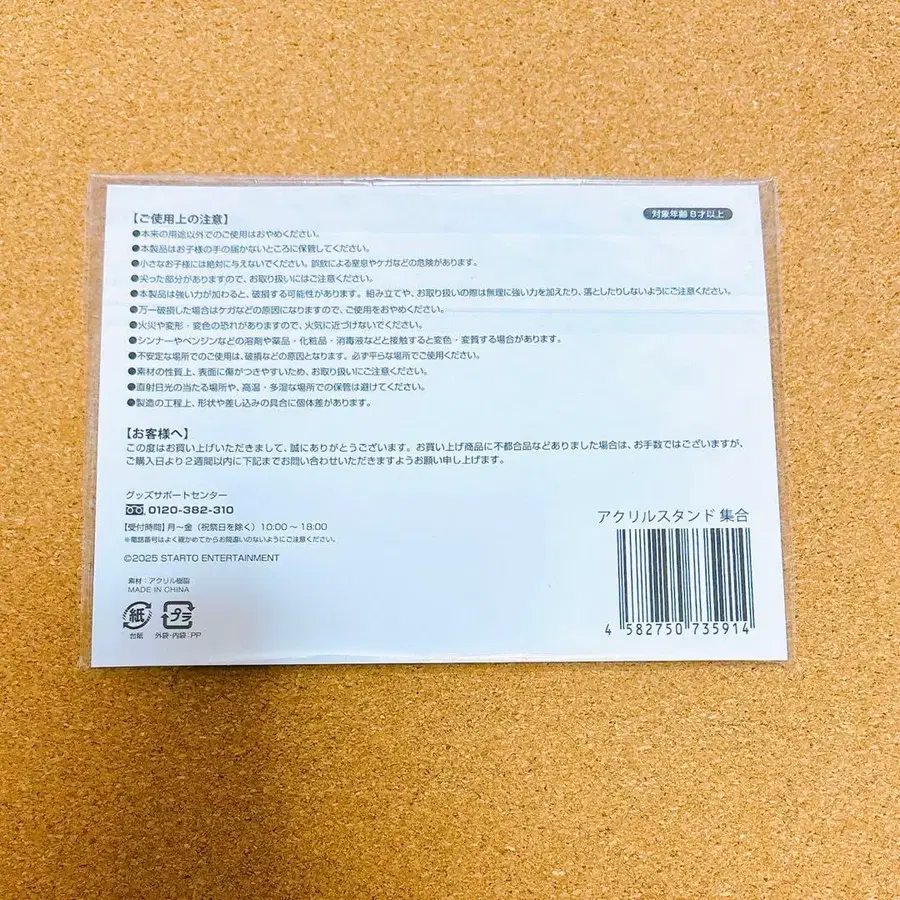 【ご使用上の注意】
対象年齢 8才以上
●本来の用途以外でのご使用はおやめください。
●本製品はお子様の手の届かないところに保管してください。
●小さなお子様には絶対に与えないでください。誤飲による窒息やケガなどの危険があります。
●尖った部分がありますので、お取り扱いにはご注意ください。
●本製品は強い力が加わると、破損する可能性があります。組み立てや、お取り扱いの際は無理に強い力を加えたり、落としたりしないようにご注意ください。
●万一破損した場合はケガなどの原因になりますので、ご使用をおやめください。
●火災や変形・変色の恐れがありますので、火気に近づけないでください。
●シンナーやベンジンなどの溶剤や薬品・化粧品・消毒液などと接触すると変色・変質する場合があります。
●不安定な場所でのご使用は、破損などの原因となります。必ず平らな場所でご使用ください。
●素材の性質上、表面に傷がつきやすいため、お取り扱いにご注意ください。
●直射日光の当たる場所や、高温・多湿な場所での保管は避けてください。
●製造の工程上、形状や差し込みの具合に個体差があります。
【お客様へ】
この度はお買い上げいただきまして、誠にありがとうございます。お買い上げ商品に不都合品などありました場合は、お手数ではございますが、
ご購入日より2週間以内に下記までお問い合わせいただきますようお願い申し上げます。
グッズサポートセンター
0120-382-310
【受付時間】月〜金(祝祭日を除く)10:00〜18:00
※電話番号はよく確かめてからお間違いのないようにご注意ください。
©2025 STARTO ENTERTAINMENT
素材:アクリル樹脂
MADE IN CHINA
紙
プラ
台紙
外袋・内袋:PP
アクリルスタンド 集合
4 582750 735914